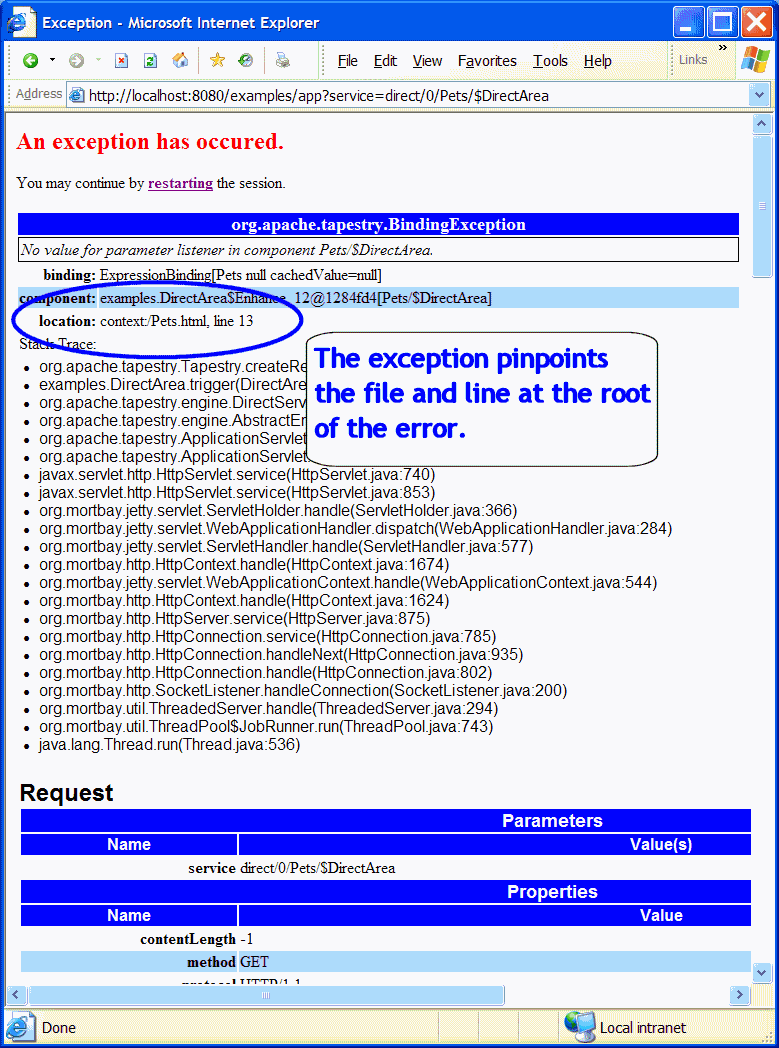 Exception - Microsoft Internet Explorer
File Edit View Favorites Tools Help Links »
Address http://localhost:8080/examples/app?service=direct/0/Pets/$DirectArea
An exception has occured.
You may continue by restarting the session.
org.apache.tapestry.BindingException
No value for parameter listener in component Pets/$DirectArea.
binding: ExpressionBinding[Pets null cachedValue=null]
component: examples.DirectArea$Enhance_12@1284fd4[Pets/$DirectArea]
location: context:/Pets.html, line 13
Stack Trace:
The exception pinpoints
the file and line at the root
of the error.
• org.apache.tapestry.Tapestry.createRe
• examples.DirectArea.trigger(DirectAre
• org.apache.tapestry.engine.DirectServ
• org.apache.tapestry.engine.AbstractEn
• org.apache.tapestry.ApplicationServlet
• org.apache.tapestry.ApplicationServlet.
• javax.servlet.http.HttpServlet.service(HttpServlet.java:740)
• javax.servlet.http.HttpServlet.service(HttpServlet.java:853)
• org.mortbay.jetty.servlet.ServletHolder.handle(ServletHolder.java:366)
• org.mortbay.jetty.servlet.WebApplicationHandler.dispatch(WebApplicationHandler.java:284)
• org.mortbay.jetty.servlet.ServletHandler.handle(ServletHandler.java:577)
• org.mortbay.http.HttpContext.handle(HttpContext.java:1674)
• org.mortbay.jetty.servlet.WebApplicationContext.handle(WebApplicationContext.java:544)
• org.mortbay.http.HttpContext.handle(HttpContext.java:1624)
• org.mortbay.http.HttpServer.service(HttpServer.java:875)
• org.mortbay.http.HttpConnection.service(HttpConnection.java:785)
• org.mortbay.http.HttpConnection.handleNext(HttpConnection.java:935)
• org.mortbay.http.HttpConnection.handle(HttpConnection.java:802)
• org.mortbay.http.SocketListener.handleConnection(SocketListener.java:200)
• org.mortbay.util.ThreadedServer.handle(ThreadedServer.java:294)
• org.mortbay.util.ThreadPool$JobRunner.run(ThreadPool.java:743)
• java.lang.Thread.run(Thread.java:536)
Request
Parameters
Name Value(s)
service direct/0/Pets/$DirectArea
Properties
Name Value
contentLength -1
method GET
protocol HTTP/1.1
Done Local intranet